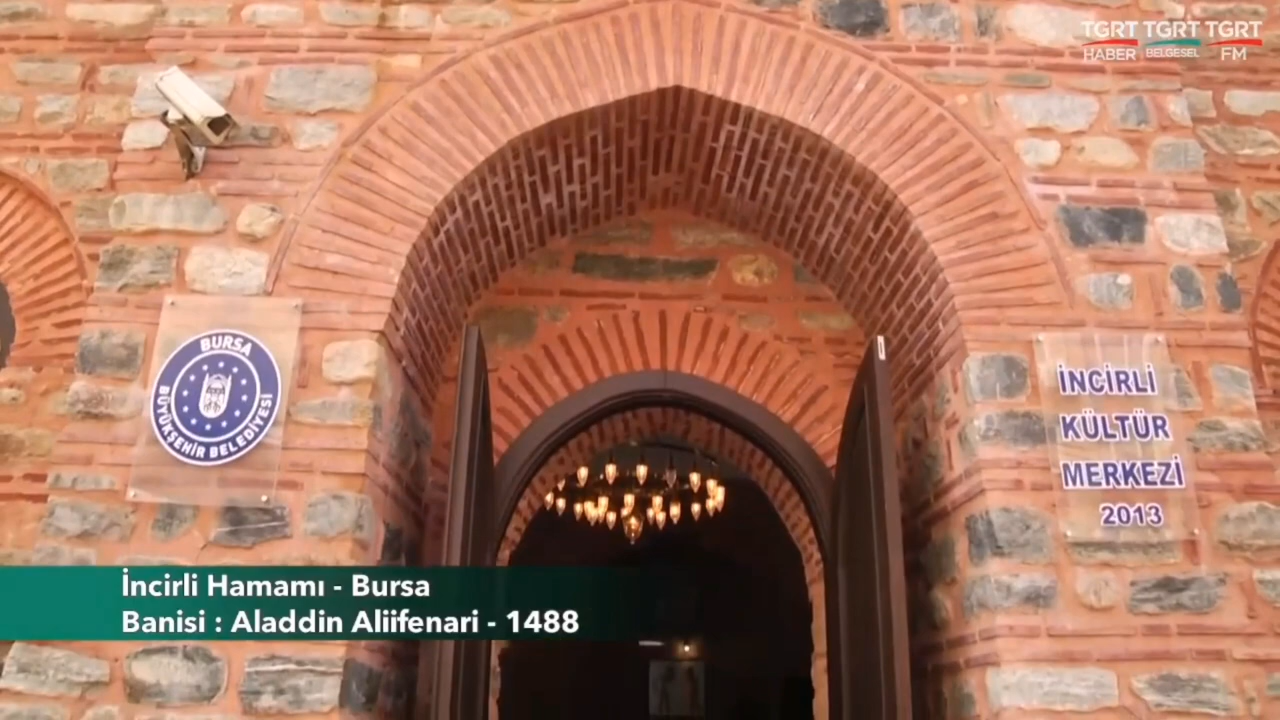 TGRT TGRT TGRT
HABER BELGESEL FM
BURSA
BÜYÜKŞEHİR BELEDİYESİ
İNCİRLİ
KÜLTÜR
MERKEZİ
2013
İncirli Hamamı - Bursa
Banisi : Aladdin Aliifenari - 1488